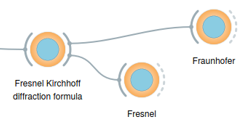 Fraunhofer
Fresnel Kirchhoff
diffraction formula
Fresnel